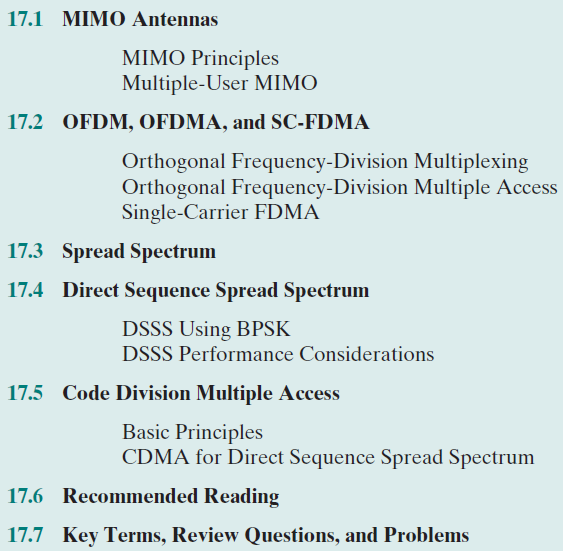 17.1 MIMO Antennas
MIMO Principles
Multiple-User MIMO
17.2 OFDM, OFDMA, and SC-FDMA
Orthogonal Frequency-Division Multiplexing
Orthogonal Frequency-Division Multiple Access
Single-Carrier FDMA
17.3 Spread Spectrum
17.4 Direct Sequence Spread Spectrum
DSSS Using BPSK
DSSS Performance Considerations
17.5 Code Division Multiple Access
Basic Principles
CDMA for Direct Sequence Spread Spectrum
17.6 Recommended Reading
17.7 Key Terms, Review Questions, and Problems